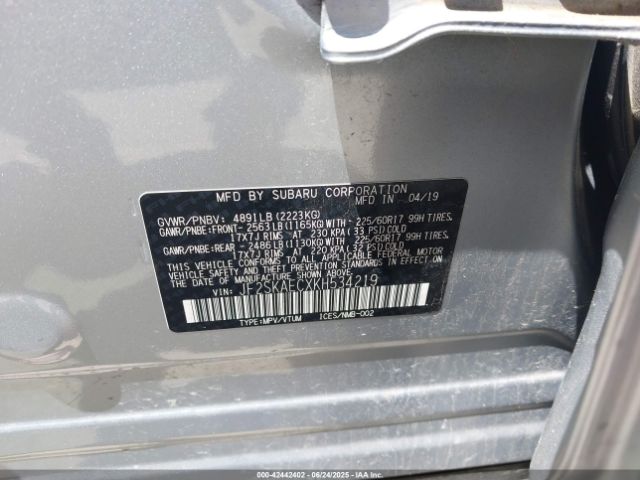 MFD BY SUBARU CORPORATION
MFD IN 04/19
GVWR/PNBV: 4891LB (2223KG)
GAWR/PNBE:FRONT- 2563LB (1165KG) WITH 225/60R17 99H TIRES,
17X7J RIMS AT 230 KPA (33 PSI) COLD
GAWR/PNBE:REAR - 2486LB (1130KG) WITH 225/60R17 99H TIRES,
17X7J RIMS AT 220 KPA (32 PSI) COLD
THIS VEHICLE CONFORMS TO ALL APPLICABLE FEDERAL MOTOR
VEHICLE SAFETY AND THEFT PREVENTION STANDARDS IN EFFECT ON
THE DATE OF MANUFACTURE SHOWN ABOVE.
VIN: JF2SKAECXKH534219
TYPE:MPV/VTUM ICES/NMB-002
00-42442402 - 06/24/2025 - © IAA Holdings, LLC